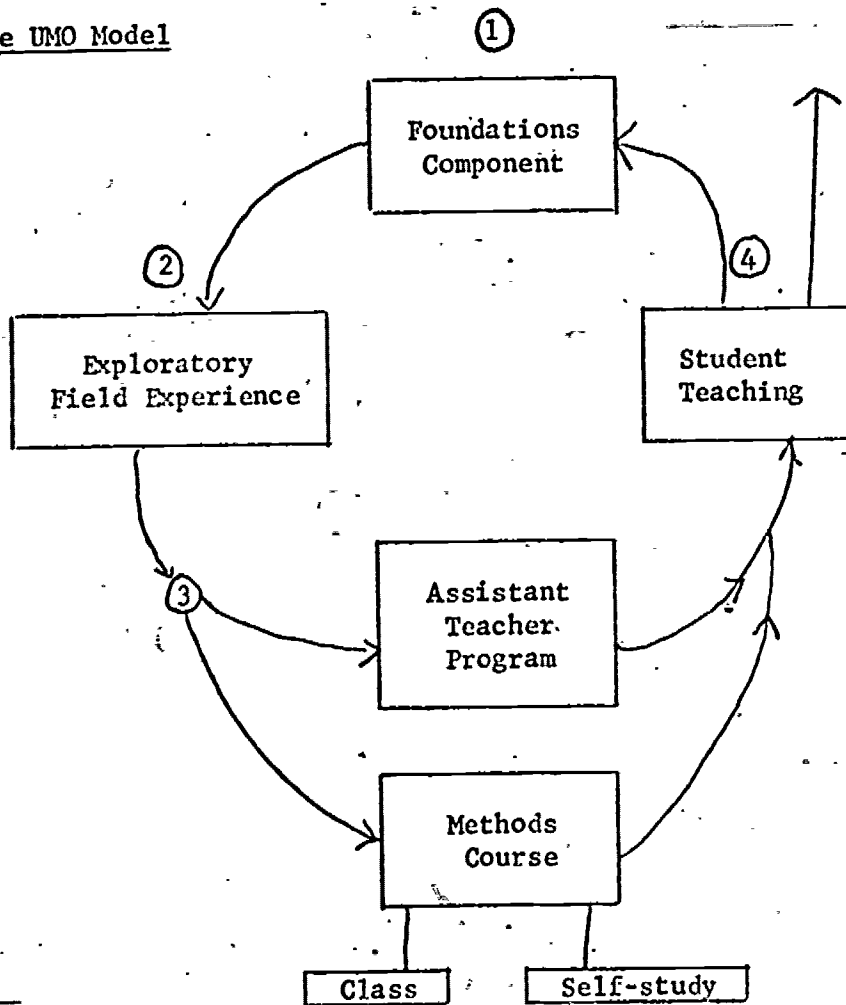 e UMO Model
1
Foundations
Component
2
4
Exploratory
Field Experience
Student
Teaching
3
Assistant
Teacher
Program
Methods
Course
Class
Self-study